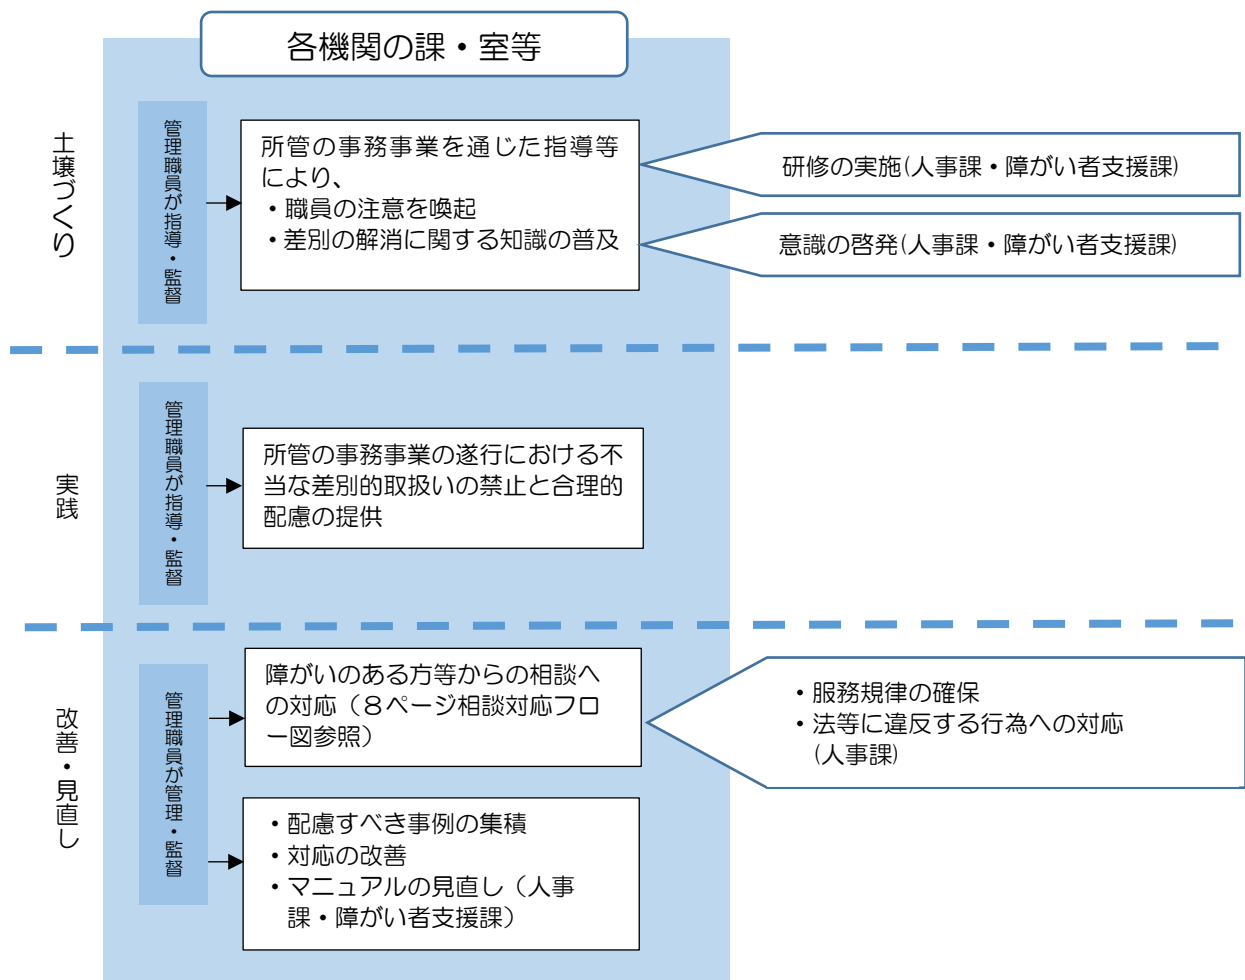 各機関の課・室等
土壌づくり
管理職員が指導・監督
所管の事務事業を通じた指導等
により、
・職員の注意を喚起
・差別の解消に関する知識の普及
研修の実施(人事課・障がい者支援課)
意識の啓発(人事課・障がい者支援課)
実践
管理職員が指導・監督
所管の事務事業の遂行における不
当な差別的取扱いの禁止と合理的
配慮の提供
改善・見直し
管理職員が管理・監督
障がいのある方等からの相談へ
の対応（８ページ相談対応フロ
ー図参照）
・服務規律の確保
・法等に違反する行為への対応
(人事課)
・配慮すべき事例の集積
・対応の改善
・マニュアルの見直し（人事
課・障がい者支援課）